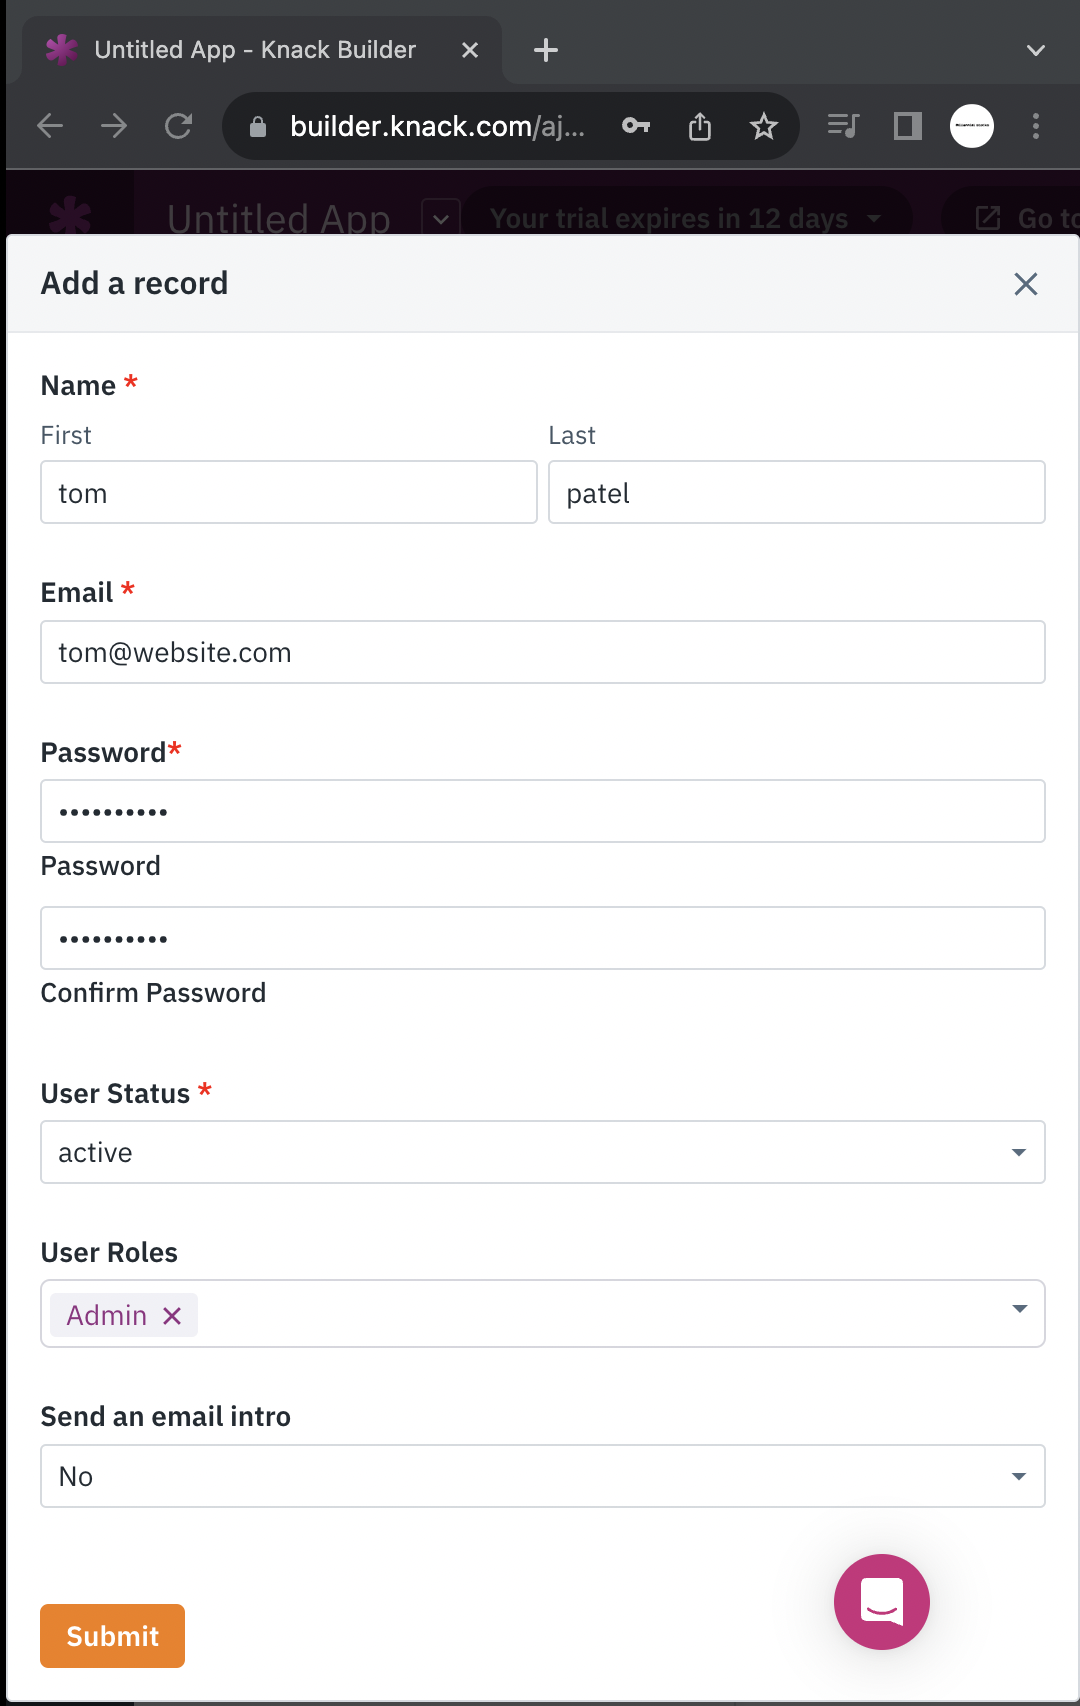 Untitled App - Knack Builder
builder.knack.com/aj...
Untitled App Your trial expires in 12 days Go to
Add a record
Name *
First Last
tom patel
Email *
tom@website.com
Password*
••••••••••
Password
••••••••••
Confirm Password
User Status *
active
User Roles
Admin
Send an email intro
No
Submit